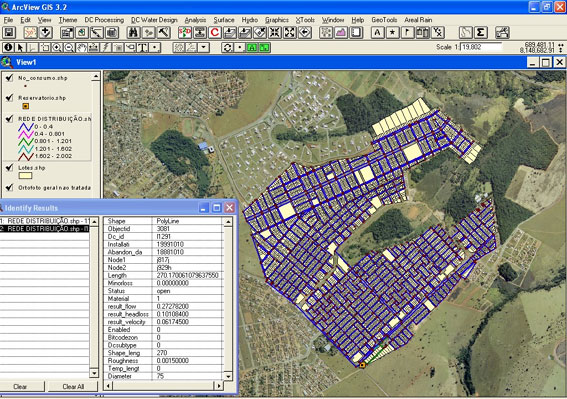 ArcView GIS 3.2
File Edit View Theme DC Processing DC Water Design Analysis Surface Hydro Graphics XTools Window Help GeoTools Areal Rain
Scale 1: 19,802
689,481.11
8,148,682.91
View1
No_consumo.shp
Reservatorio.shp
REDE DISTRIBUIÇÃO.sh
0 - 0.4
0.4 - 0.801
0.801 - 1.201
1.201 - 1.602
1.602 - 2.002
Lotes.shp
Ortofoto geral nao tratada
Identify Results
1: REDE DISTRIBUIÇÃO.shp - 11
2: REDE DISTRIBUIÇÃO.shp - l1
Shape PolyLine
Objectid 3081
Dc_id l1291
Installati 19991010
Abandon_da 18881010
Node1 j817j
Node2 j929h
Length 270.170061079637550
Minorloss 0.00000000
Status open
Material 1
result_flow 0.27278200
result_headloss 0.10108400
result_velocity 0.06174500
Enabled 0
Bitcodezon 0
Dcsubtype 0
Shape_leng 270
Roughness 0.00150000
Temp_lengt 0
Diameter 75
Clear Clear All